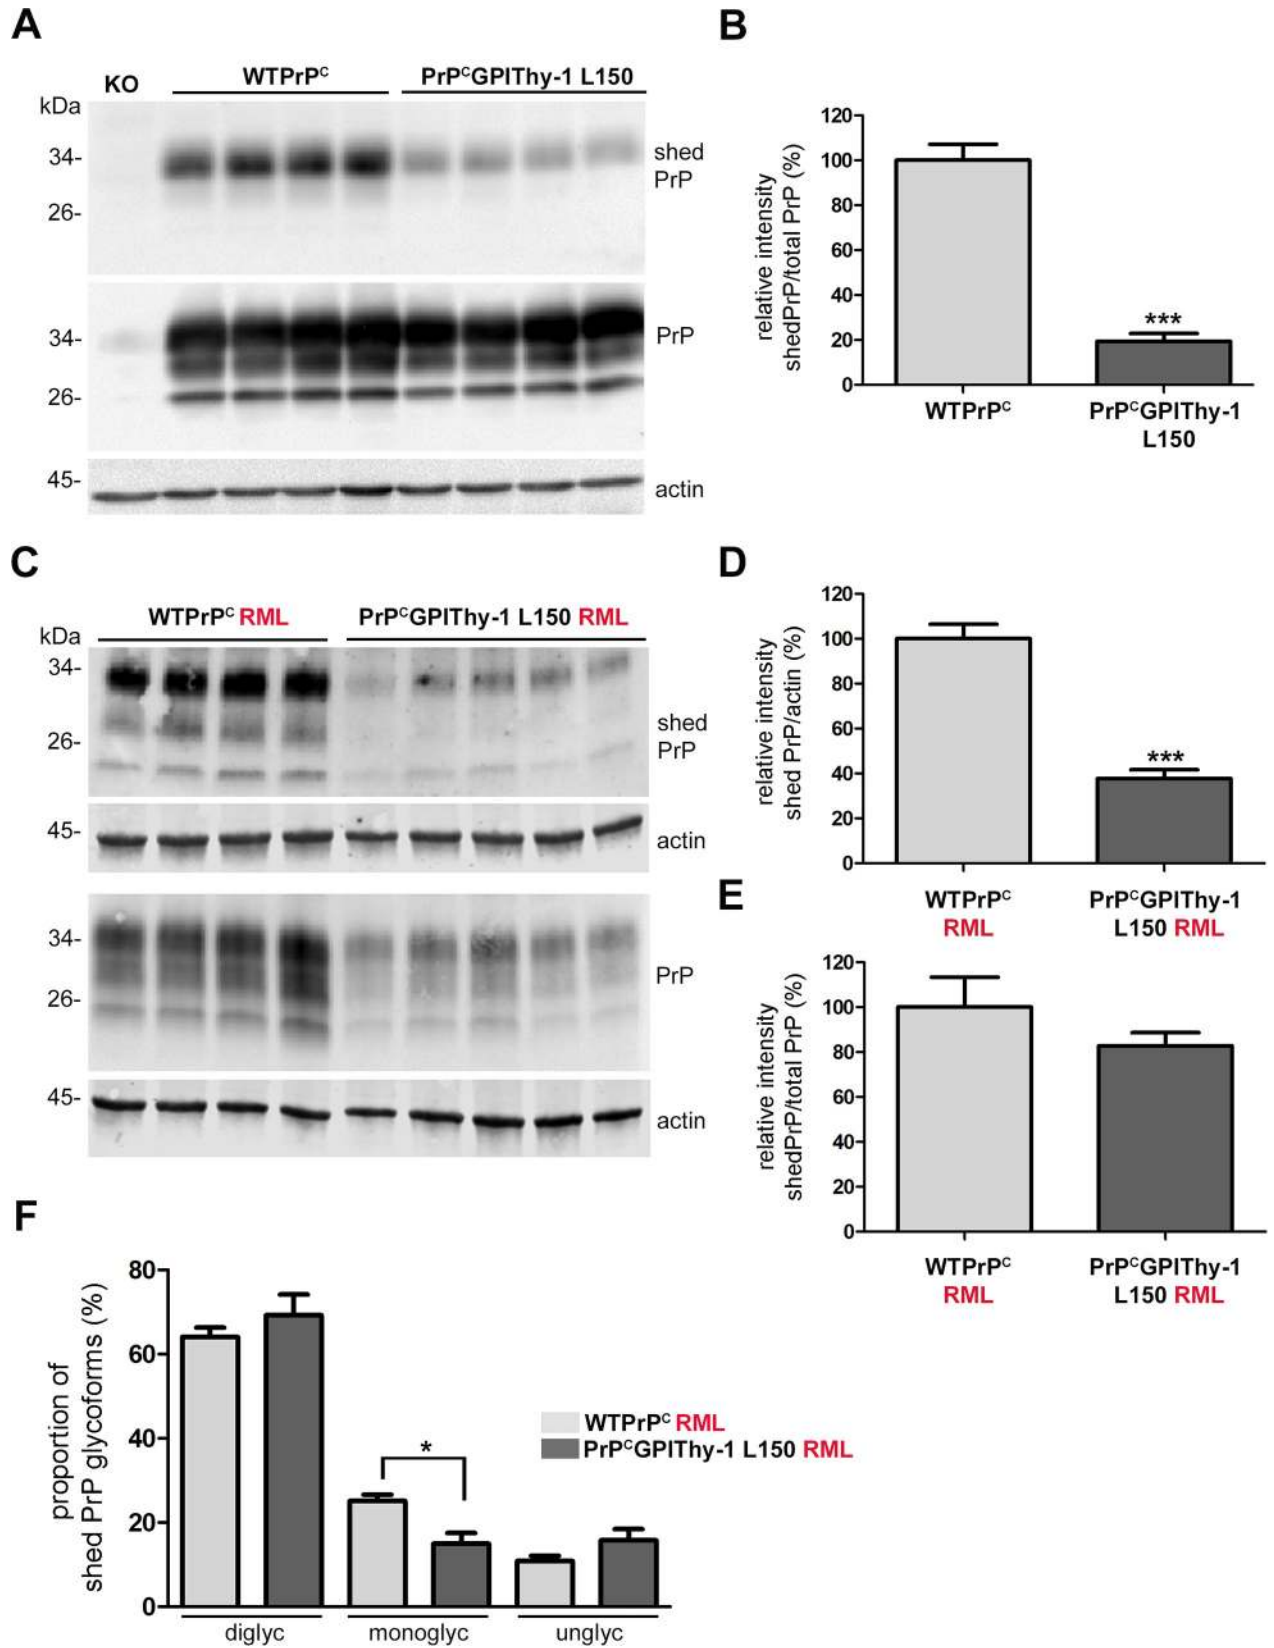 A
KO
WTPrPᶜ
PrPᶜGPIThy-1 L150
kDa
34-
26-
shed
PrP
34-
26-
PrP
45-
actin
B
relative intensity
shedPrP/total PrP (%)
120
100
80
60
40
20
0
***
WTPrPᶜ
PrPᶜGPIThy-1
L150
C
WTPrPᶜ RML
PrPᶜGPIThy-1 L150 RML
kDa
34-
26-
shed
PrP
45-
actin
34-
26-
PrP
45-
actin
D
relative intensity
shed PrP/actin (%)
120
100
80
60
40
20
0
***
WTPrPᶜ
RML
PrPᶜGPIThy-1
L150 RML
E
relative intensity
shedPrP/total PrP (%)
120
100
80
60
40
20
0
WTPrPᶜ
RML
PrPᶜGPIThy-1
L150 RML
F
proportion of
shed PrP glycoforms (%)
80
60
40
20
0
*
WTPrPᶜ RML
PrPᶜGPIThy-1 L150 RML
diglyc
monoglyc
unglyc